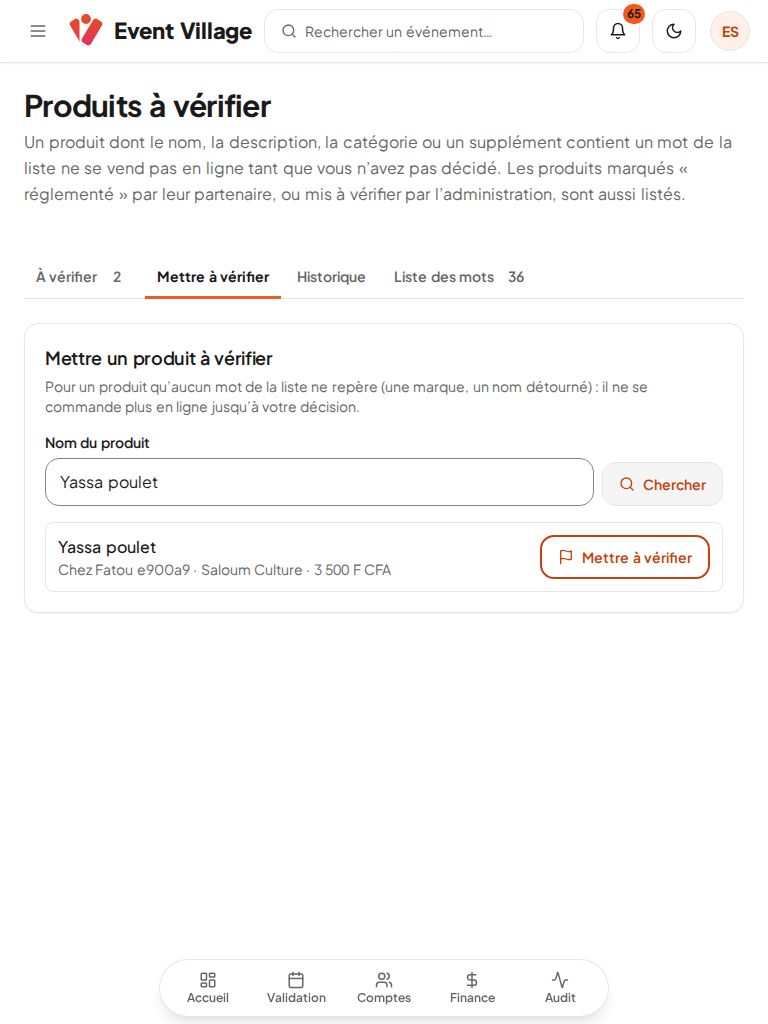 Event Village
Rechercher un événement…
65
ES
Produits à vérifier
Un produit dont le nom, la description, la catégorie ou un supplément contient un mot de la
liste ne se vend pas en ligne tant que vous n’avez pas décidé. Les produits marqués «
réglementé » par leur partenaire, ou mis à vérifier par l’administration, sont aussi listés.
À vérifier 2
Mettre à vérifier
Historique
Liste des mots 36
Mettre un produit à vérifier
Pour un produit qu’aucun mot de la liste ne repère (une marque, un nom détourné) : il ne se
commande plus en ligne jusqu’à votre décision.
Nom du produit
Yassa poulet
Chercher
Yassa poulet
Chez Fatou e900a9 · Saloum Culture · 3 500 F CFA
Mettre à vérifier
Accueil
Validation
Comptes
Finance
Audit